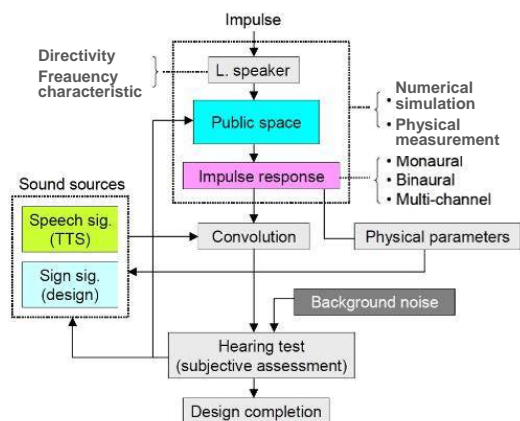 Impulse
Directivity
Freauency
characteristic
L. speaker
• Numerical
simulation
• Physical
measurement
Public space
Impulse response
• Monaural
• Binaural
• Multi-channel
Sound sources
Speech sig.
(TTS)
Sign sig.
(design)
Convolution
Physical parameters
Background noise
Hearing test
(subjective assessment)
Design completion